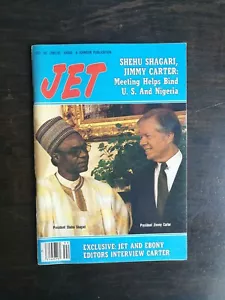 JET
SHEHU SHAGARI,
JIMMY CARTER:
Meeting Helps Bind
U. S. And Nigeria
President Shehu Shagari
President Jimmy Carter
EXCLUSIVE: JET AND EBONY
EDITORS INTERVIEW CARTER